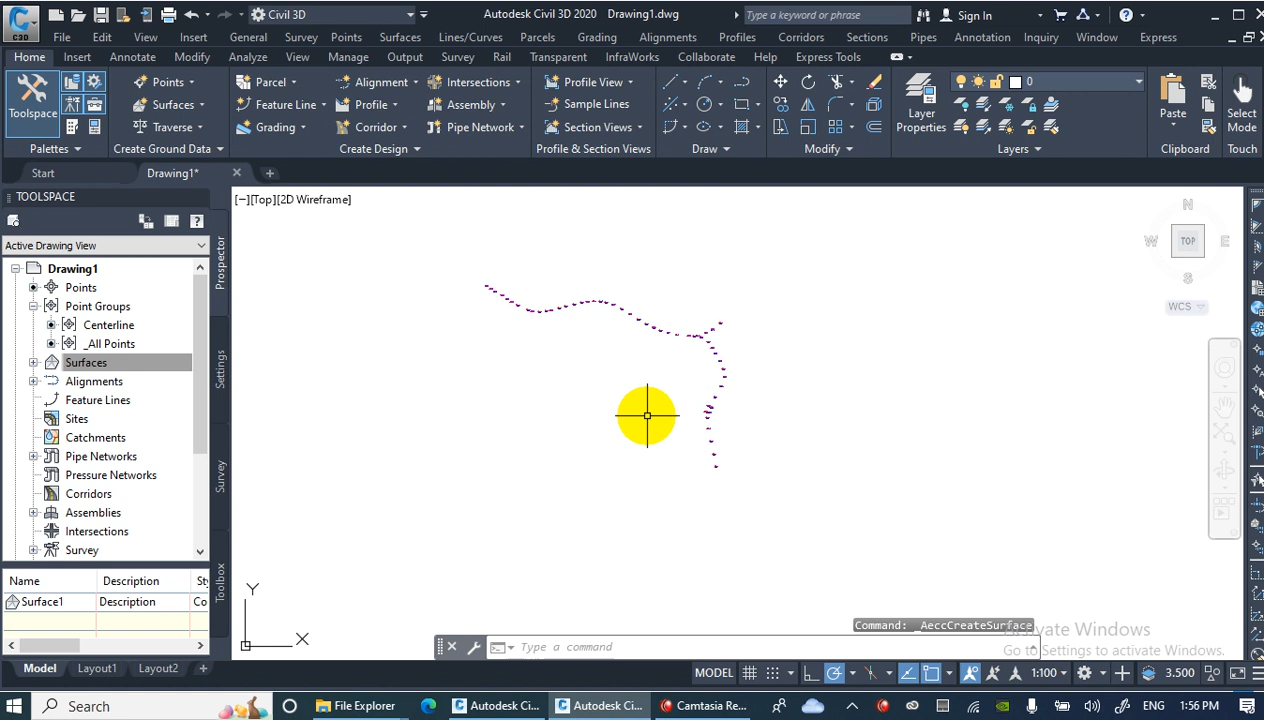 C3D Civil 3D Autodesk Civil 3D 2020 Drawing1.dwg Type a keyword or phrase Sign In
File Edit View Insert General Survey Points Surfaces Lines/Curves Parcels Grading Alignments Profiles Corridors Sections Pipes Annotation Inquiry Window Express
Home Insert Annotate Modify Analyze View Manage Output Survey Rail Transparent InfraWorks Collaborate Help Express Tools
Toolspace Points Parcel Alignment Intersections Profile View Layer Properties 0 Paste Select Mode
Surfaces Feature Line Profile Assembly Sample Lines
Traverse Grading Corridor Pipe Network Section Views
Palettes Create Ground Data Create Design Profile & Section Views Draw Modify Layers Clipboard Touch
Start Drawing1*
TOOLSPACE
[−][Top][2D Wireframe]
Active Drawing View
Prospector
Settings
Survey
Toolbox
Drawing1
Points
Point Groups
Centerline
_All Points
Surfaces
Alignments
Feature Lines
Sites
Catchments
Pipe Networks
Pressure Networks
Corridors
Assemblies
Intersections
Survey
Name Description Sty
Surface1 Description Co
N
W TOP E
S
WCS
Y
X
Command: _AeccCreateSurface
Type a command
Activate Windows
Go to Settings to activate Windows.
Model Layout1 Layout2 MODEL 1:100 3.500
Search File Explorer Autodesk Ci... Autodesk Ci... Camtasia Re... ENG 1:56 PM